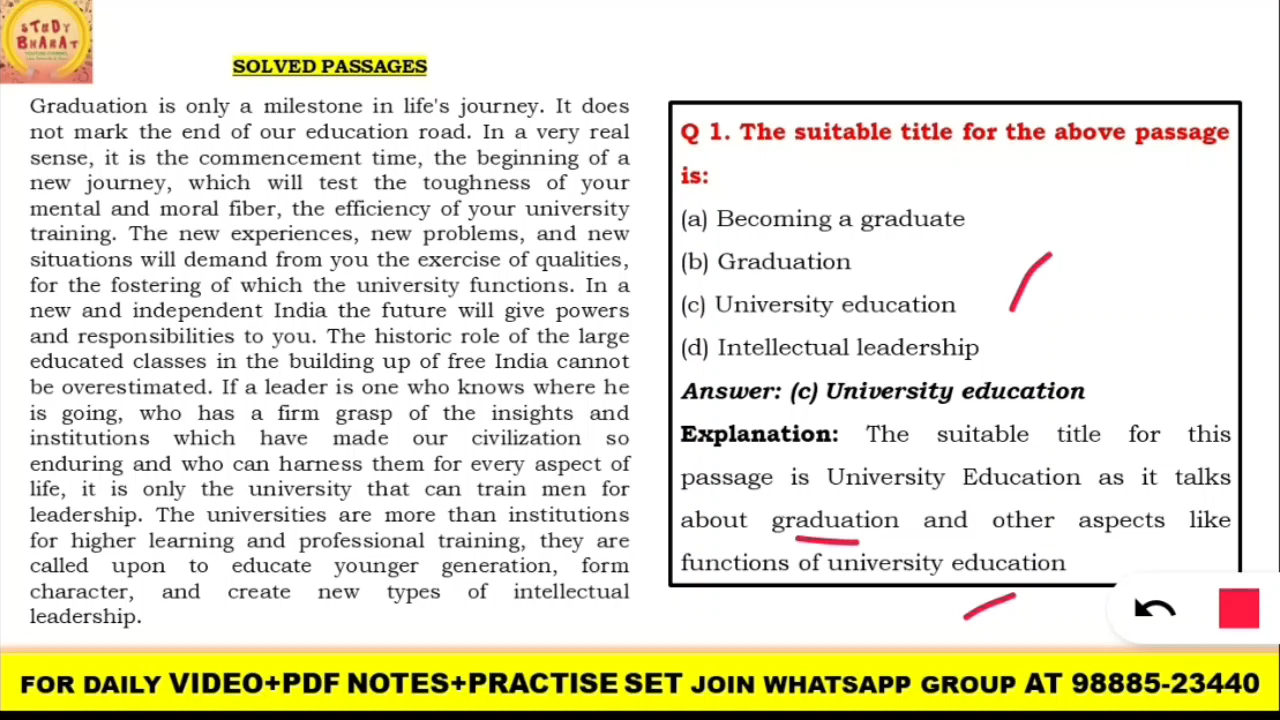 STUDY
BHARAT
SOLVED PASSAGES
Graduation is only a milestone in life's journey. It does
not mark the end of our education road. In a very real
sense, it is the commencement time, the beginning of a
new journey, which will test the toughness of your
mental and moral fiber, the efficiency of your university
training. The new experiences, new problems, and new
situations will demand from you the exercise of qualities,
for the fostering of which the university functions. In a
new and independent India the future will give powers
and responsibilities to you. The historic role of the large
educated classes in the building up of free India cannot
be overestimated. If a leader is one who knows where he
is going, who has a firm grasp of the insights and
institutions which have made our civilization so
enduring and who can harness them for every aspect of
life, it is only the university that can train men for
leadership. The universities are more than institutions
for higher learning and professional training, they are
called upon to educate younger generation, form
character, and create new types of intellectual
leadership.
Q 1. The suitable title for the above passage
is:
(a) Becoming a graduate
(b) Graduation
(c) University education
(d) Intellectual leadership
Answer: (c) University education
Explanation: The suitable title for this
passage is University Education as it talks
about graduation and other aspects like
functions of university education
FOR DAILY VIDEO+PDF NOTES+PRACTISE SET JOIN WHATSAPP GROUP AT 98885-23440